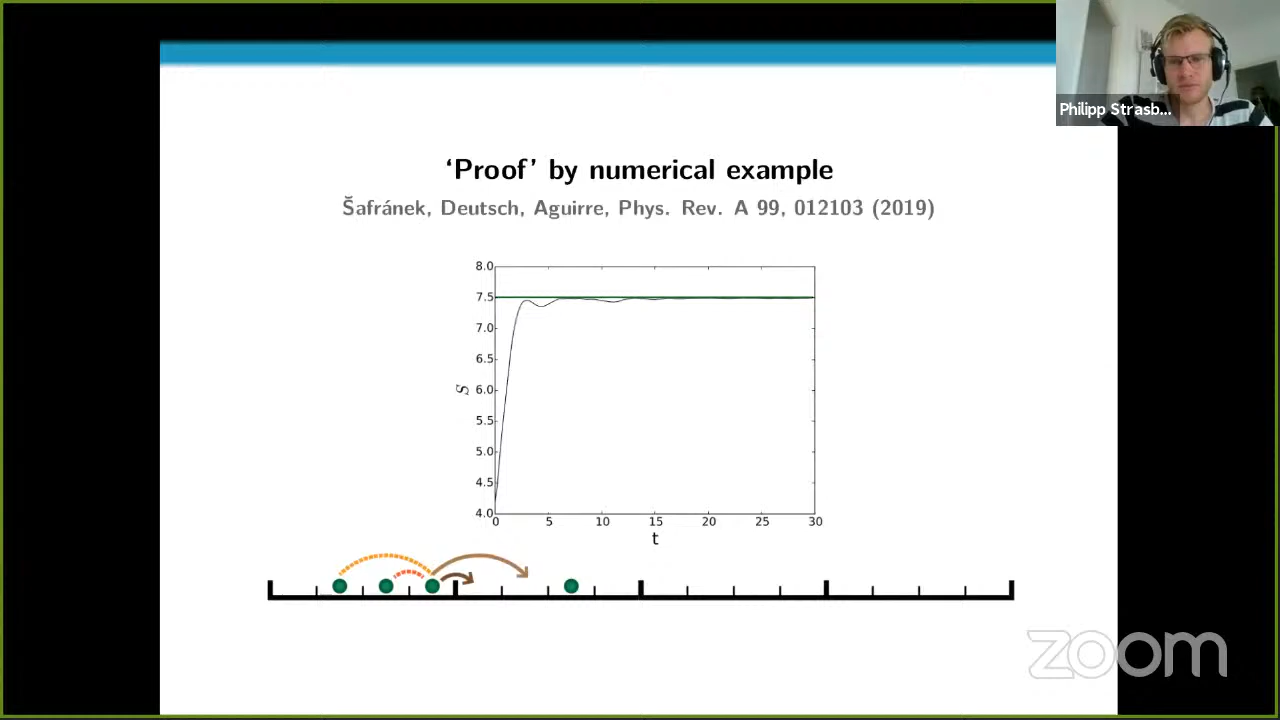 Philipp Strasb...
‘Proof’ by numerical example
Šafránek, Deutsch, Aguirre, Phys. Rev. A 99, 012103 (2019)
8.0
7.5
7.0
6.5
6.0
5.5
5.0
4.5
4.0
S
0 5 10 15 20 25 30
t
zoom